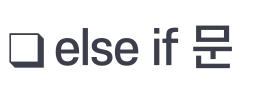 ❑ else if 문